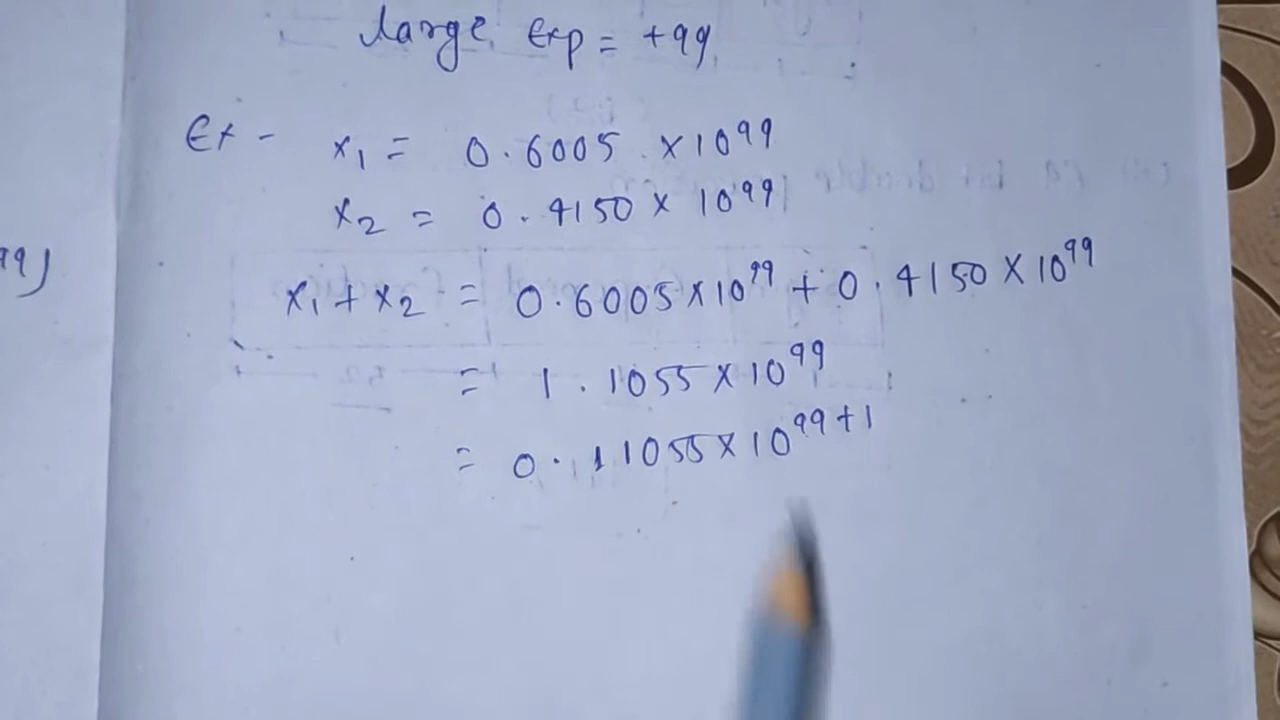 large Exp = +99
Ex - x₁ = 0.6005 x 10⁹⁹
x₂ = 0.4150 x 10⁹⁹
99)
x₁ + x₂ = 0.6005 x 10⁹⁹ + 0.4150 x 10⁹⁹
= 1.1055 x 10⁹⁹
= 0.11055 x 10⁹⁹⁺¹